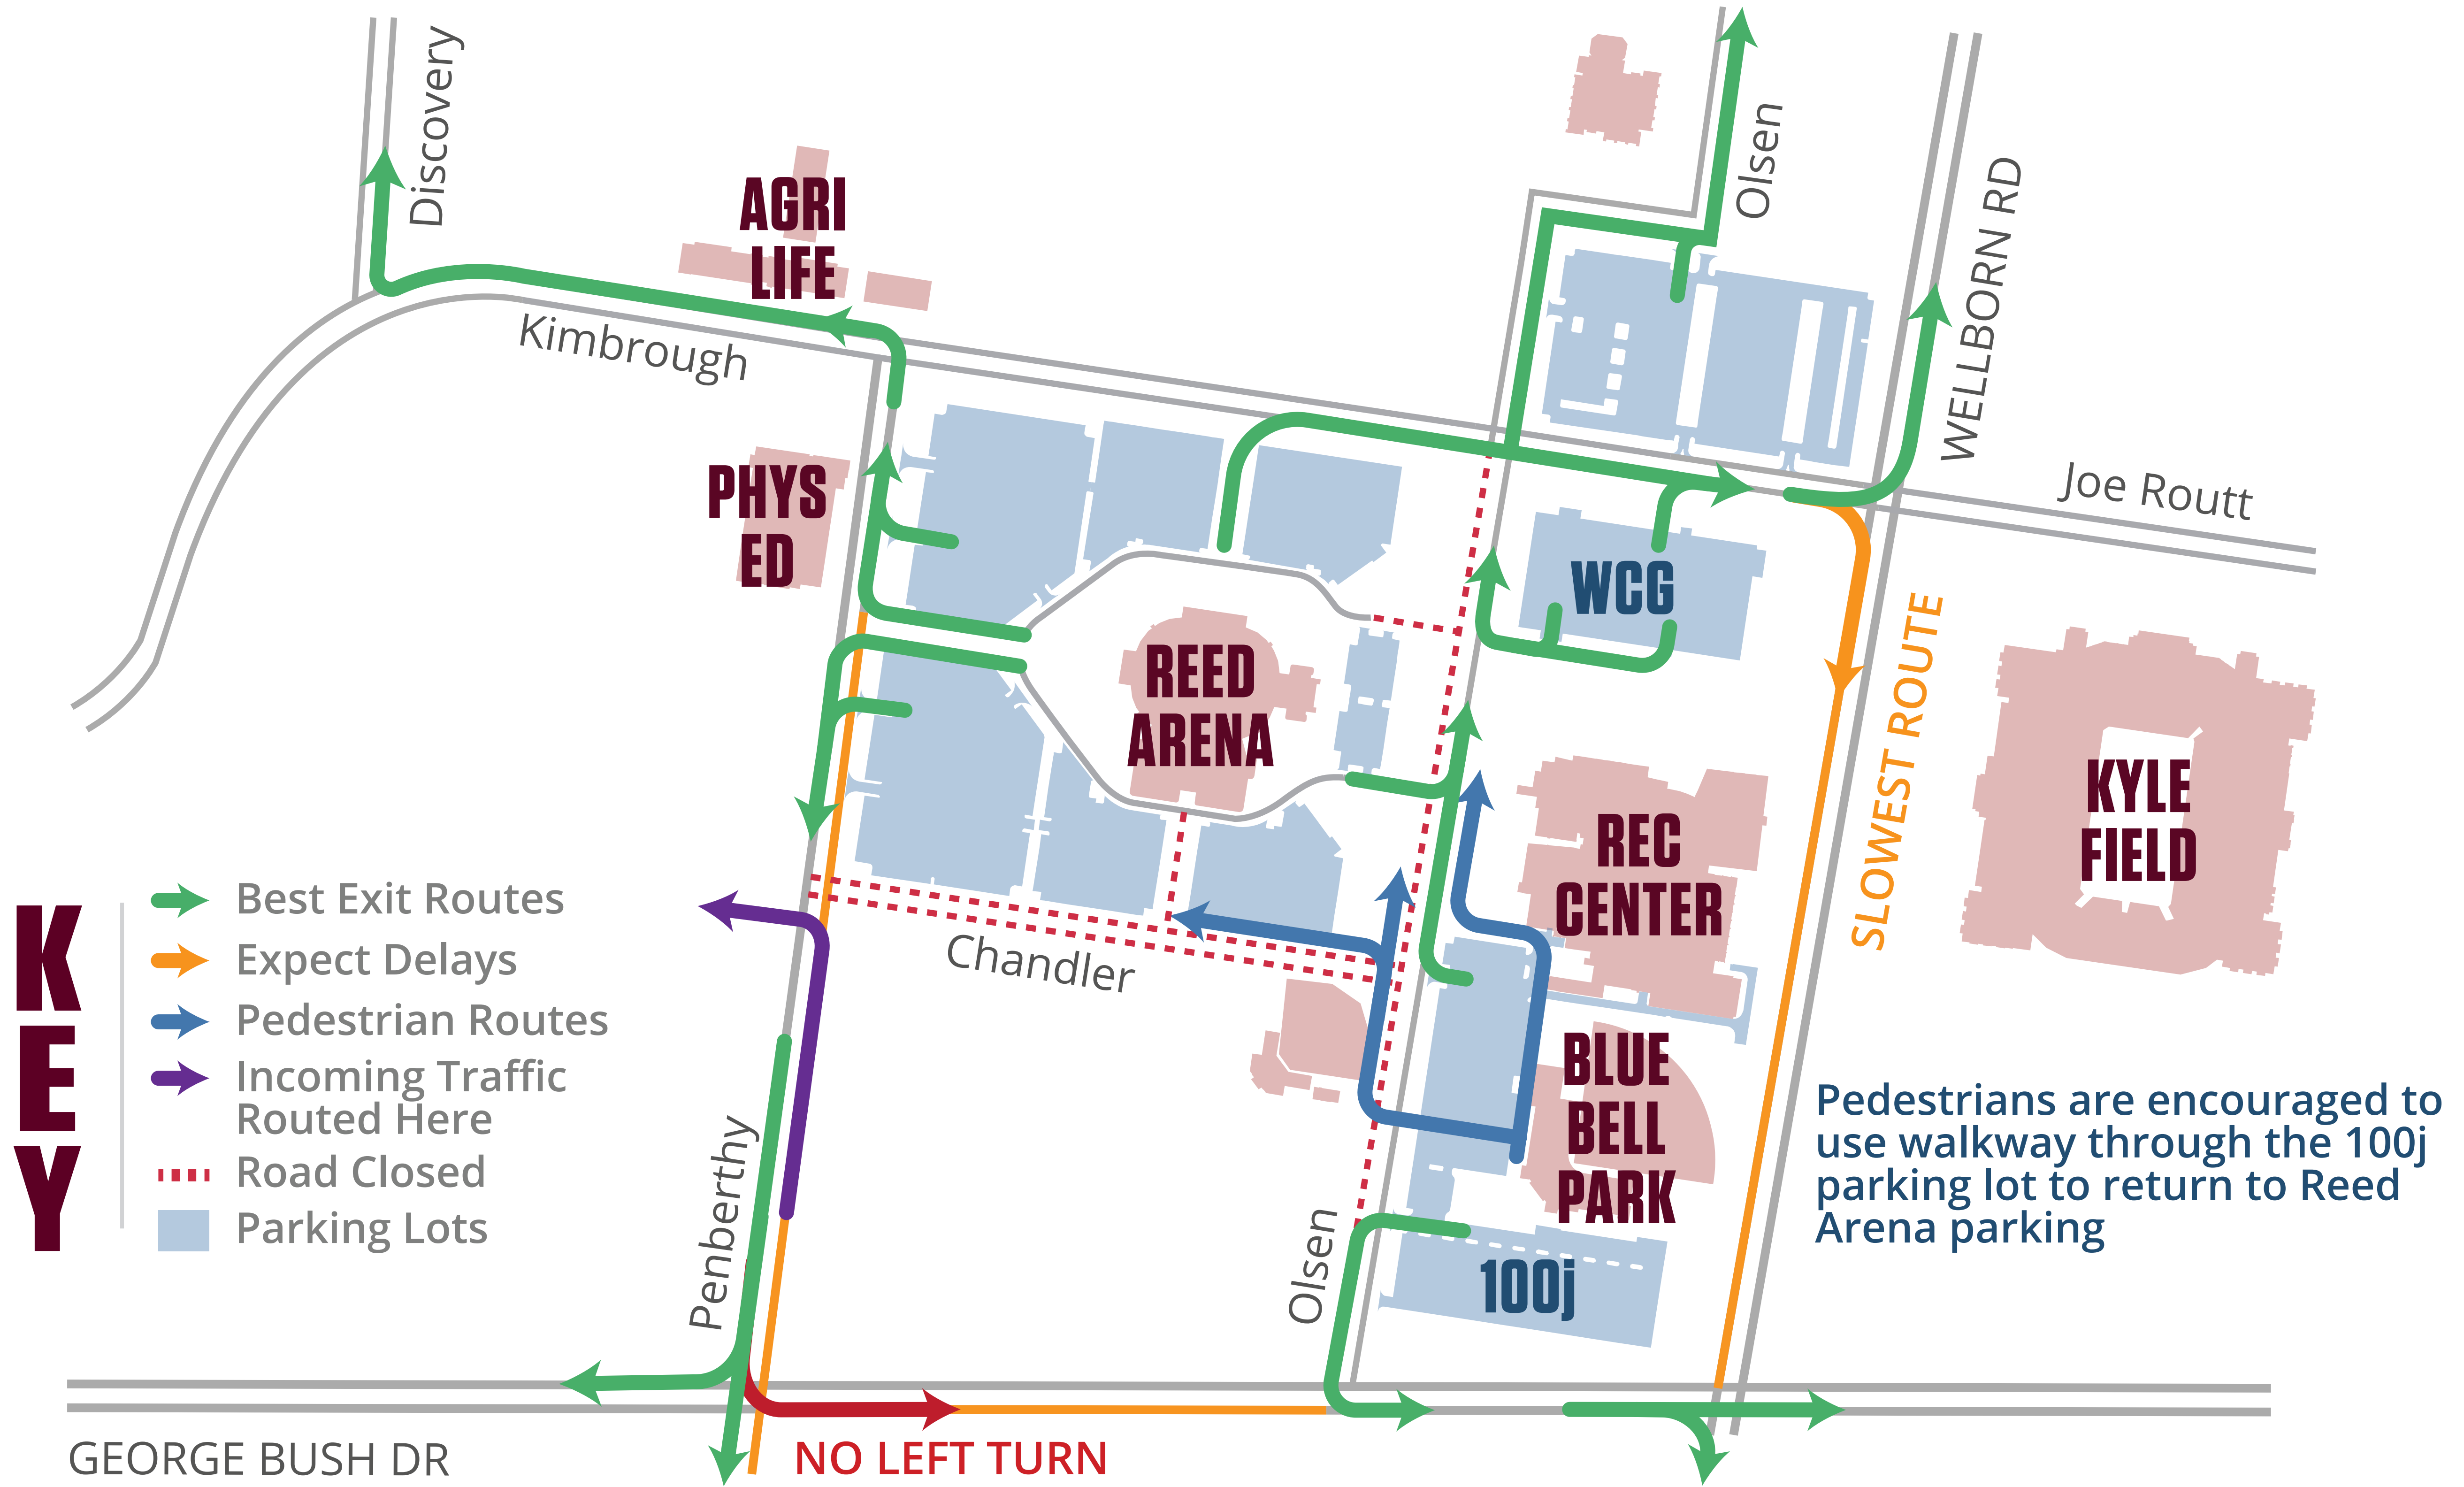 Discovery
Olsen
WELLBORN RD
AGRI
LIFE
Kimbrough
Joe Routt
PHYS
ED
WCG
SLOWEST ROUTE
REED
ARENA
KYLE
FIELD
REC
CENTER
Chandler
KEY
Best Exit Routes
Expect Delays
Pedestrian Routes
Incoming Traffic
Routed Here
Road Closed
Parking Lots
BLUE
BELL
PARK
Pedestrians are encouraged to
use walkway through the 100j
parking lot to return to Reed
Arena parking
Penberthy
Olsen
100j
GEORGE BUSH DR
NO LEFT TURN